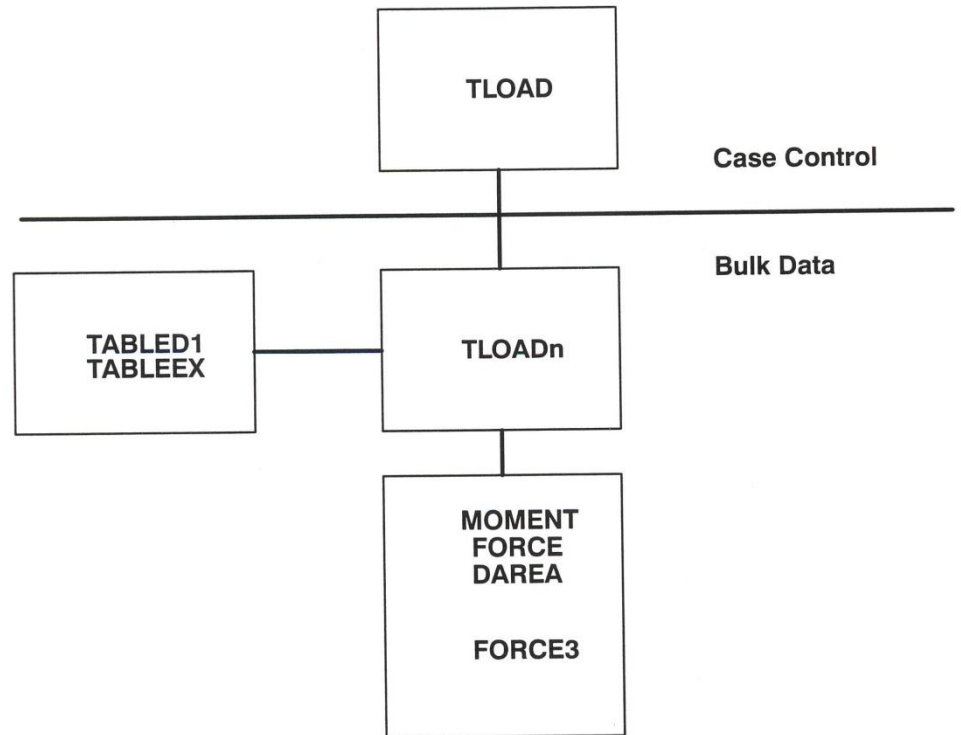 TLOAD
Case Control
Bulk Data
TABLED1
TABLEEX
TLOADn
MOMENT
FORCE
DAREA
FORCE3